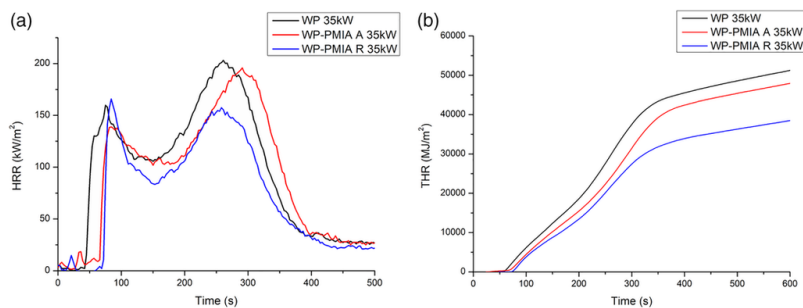 (a)
WP 35kW
WP-PMIA A 35kW
WP-PMIA R 35kW
HRR (kW/m²)
200
150
100
50
0
0 100 200 300 400 500
Time (s)
(b)
WP 35kW
WP-PMIA A 35kW
WP-PMIA R 35kW
THR (MJ/m²)
60000
50000
40000
30000
20000
10000
0
0 100 200 300 400 500 600
Time (s)